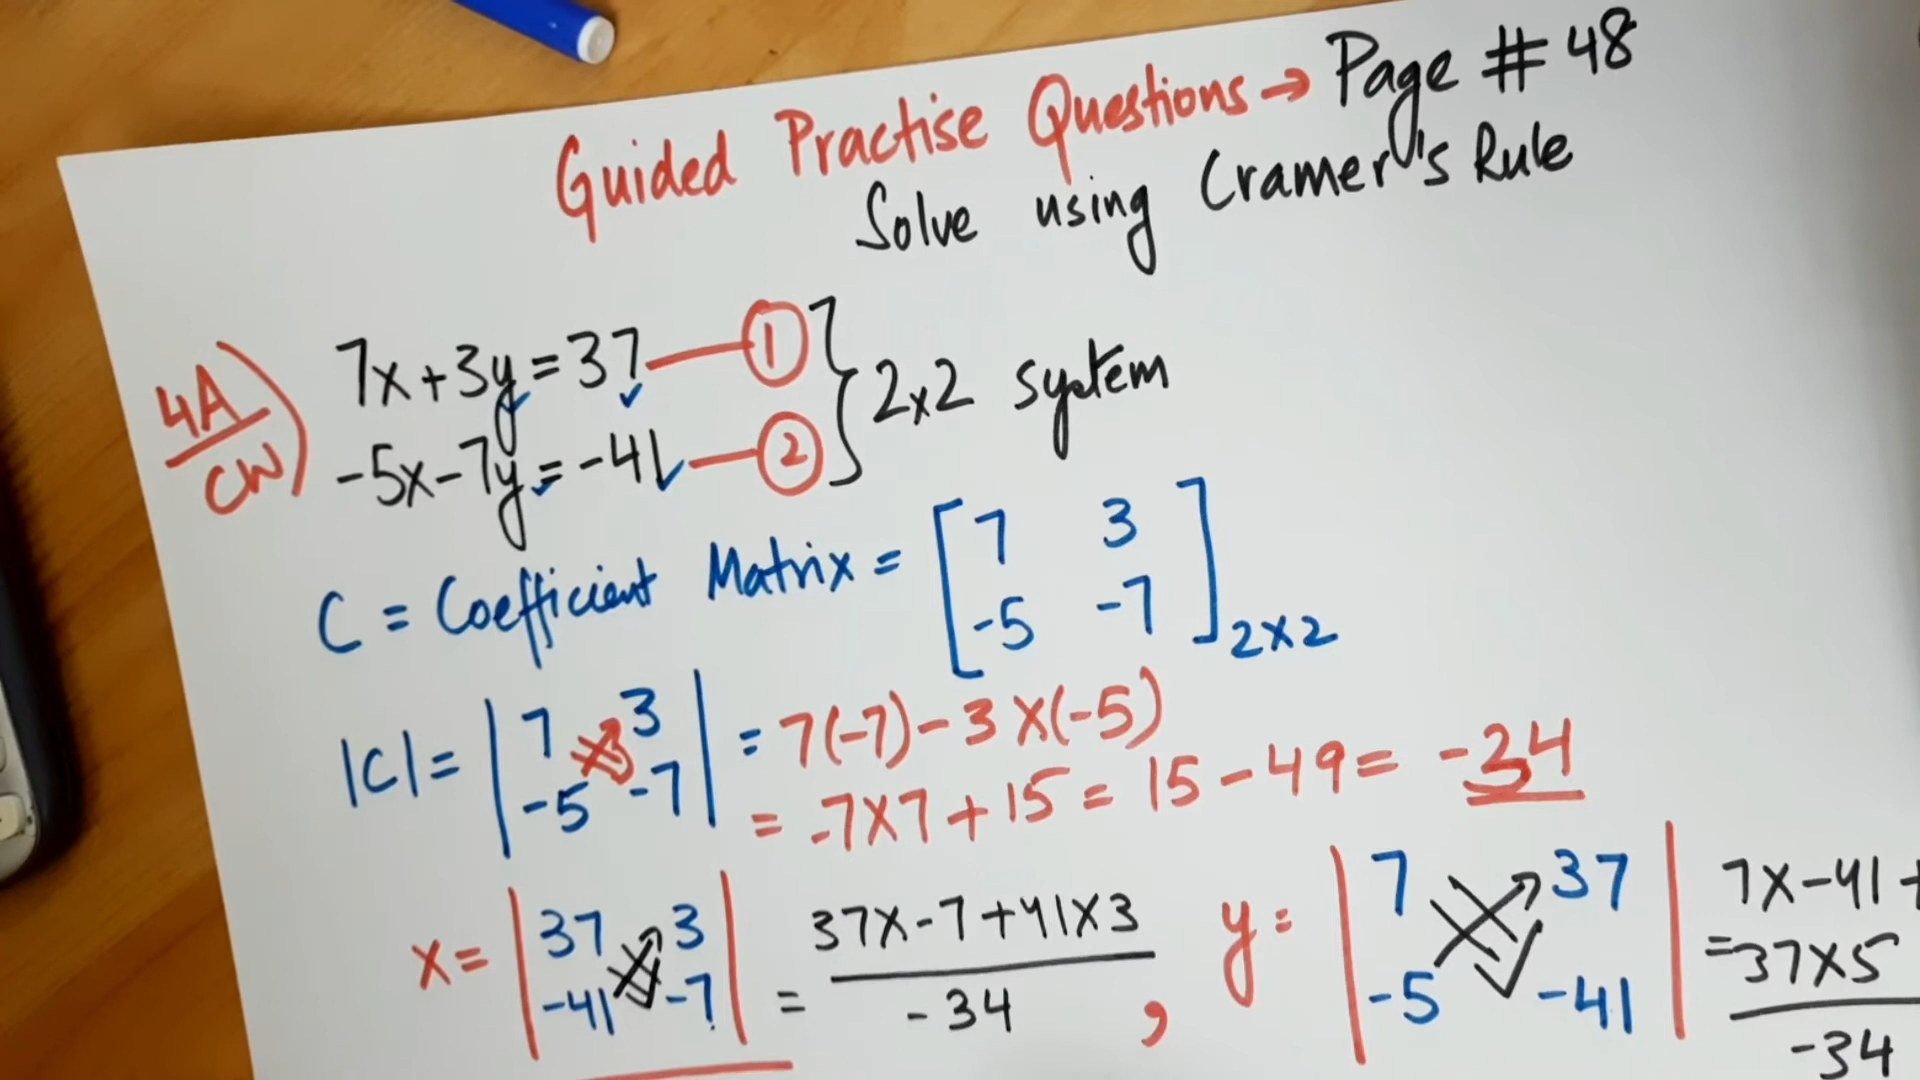 Guided Practise Questions → Page # 48
Solve using Cramer's Rule
4A/CW) 7x+3y=37 — ①
-5x-7y=-41 — ② } 2x2 system
C = Coefficient Matrix = [7 3
-5 -7] 2x2
|C| = |7 3
-5 -7| = 7(-7)-3x(-5)
= -7x7+15 = 15-49 = -34
x = |37 3
-41 -7| = 37x-7+41x3
-34
, y = |7 37
-5 -41| = 7x-41+
37x5
-34